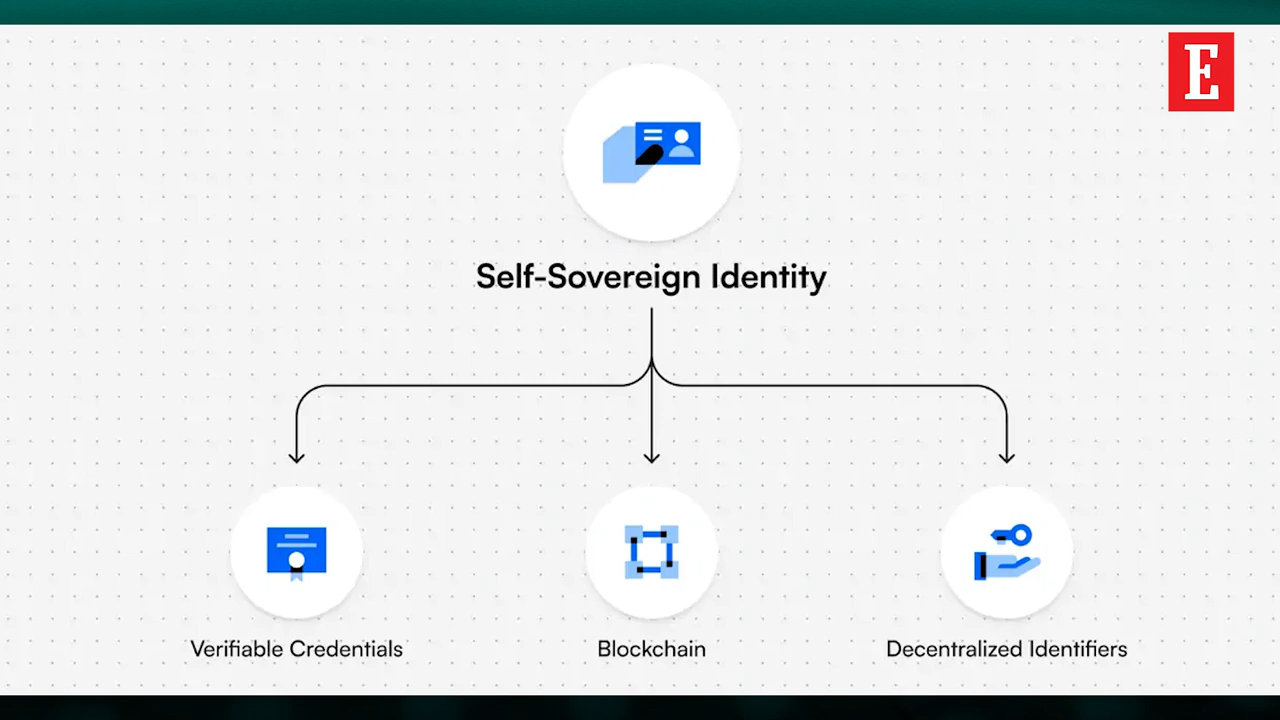 E
Self-Sovereign Identity
Verifiable Credentials
Blockchain
Decentralized Identifiers